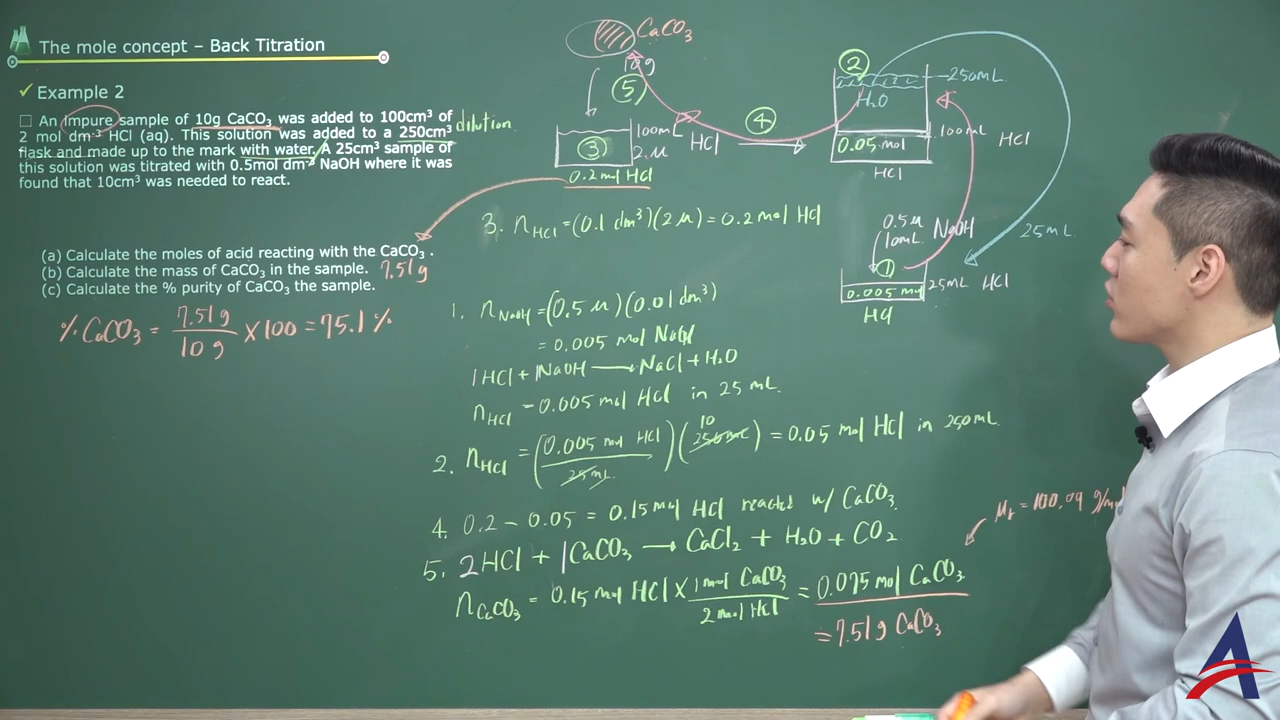 The mole concept – Back Titration
✓ Example 2
An impure sample of 10g CaCO₃ was added to 100cm³ of
2 mol dm⁻³ HCl (aq). This solution was added to a 250cm³
flask and made up to the mark with water. A 25cm³ sample of
this solution was titrated with 0.5mol dm⁻³ NaOH where it was
found that 10cm³ was needed to react.
dilution
(a) Calculate the moles of acid reacting with the CaCO₃.
(b) Calculate the mass of CaCO₃ in the sample. 7.51 g
(c) Calculate the % purity of CaCO₃ the sample.
% CaCO₃ = 7.51 g / 10 g × 100 = 75.1 %
CaCO₃
10 g
⑤
③
100mL
2 M
0.2 mol HCl
HCl
④
②
250mL
H₂O
100mL
HCl
0.05 mol
HCl
0.5 M
10mL
NaOH
25mL
①
0.005 mol
25mL HCl
HCl
3. nHCl = (0.1 dm³)(2 M) = 0.2 mol HCl
1. nNaOH = (0.5 M)(0.01 dm³)
= 0.005 mol NaOH
1HCl + 1NaOH ⟶ NaCl + H₂O
nHCl = 0.005 mol HCl in 25 mL.
2. nHCl = (0.005 mol HCl / 25 mL)(250mL) 10 = 0.05 mol HCl in 250mL
4. 0.2 - 0.05 = 0.15 mol HCl reacted w/ CaCO₃
5. 2HCl + 1CaCO₃ ⟶ CaCl₂ + H₂O + CO₂
nCaCO₃ = 0.15 mol HCl × 1 mol CaCO₃ / 2 mol HCl = 0.075 mol CaCO₃
Mr = 100.09 g/mol
= 7.51 g CaCO₃
A